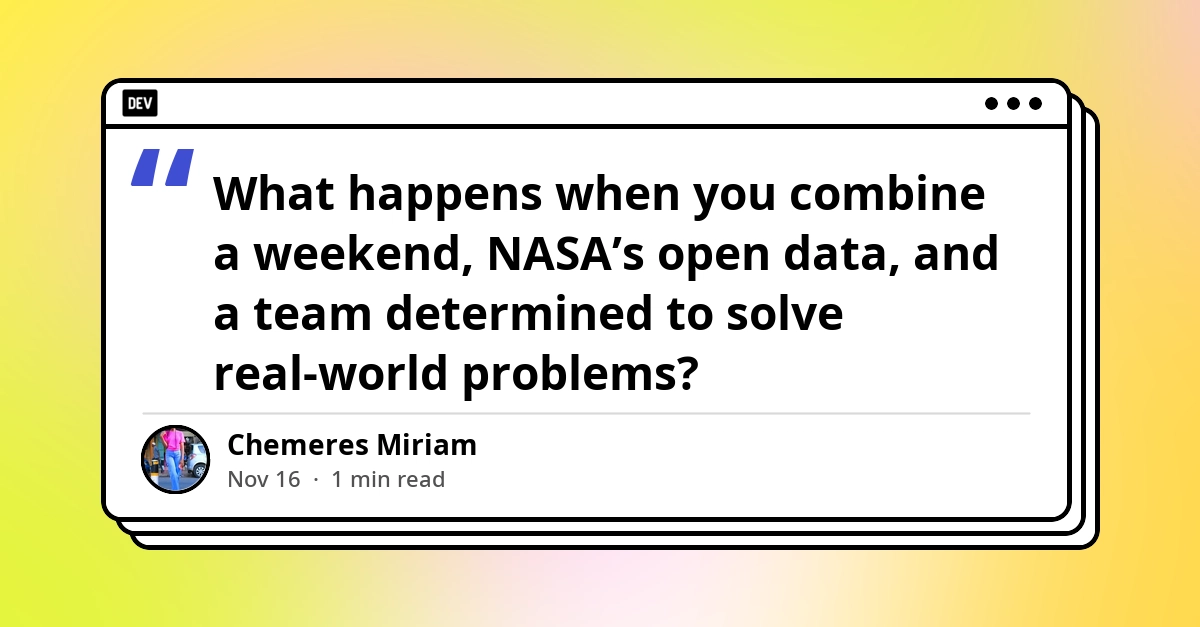 DEV
“
What happens when you combine
a weekend, NASA’s open data, and
a team determined to solve
real-world problems?
Chemeres Miriam
Nov 16 · 1 min read